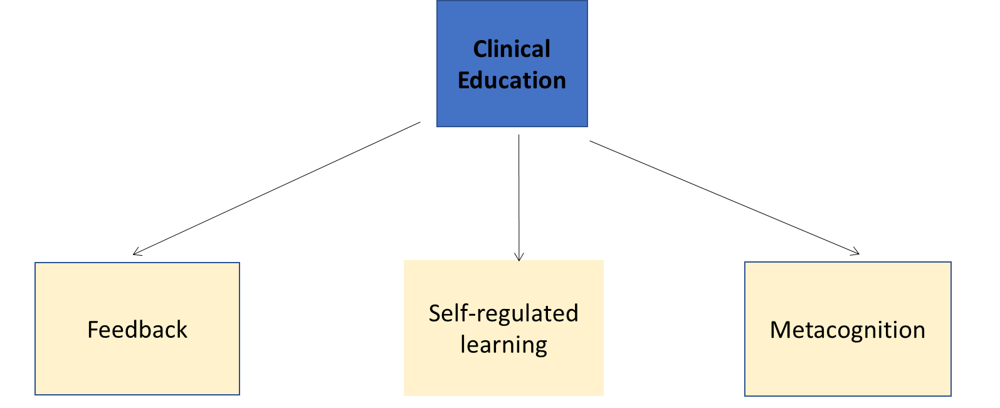 Clinical
Education
Feedback
Self-regulated
learning
Metacognition